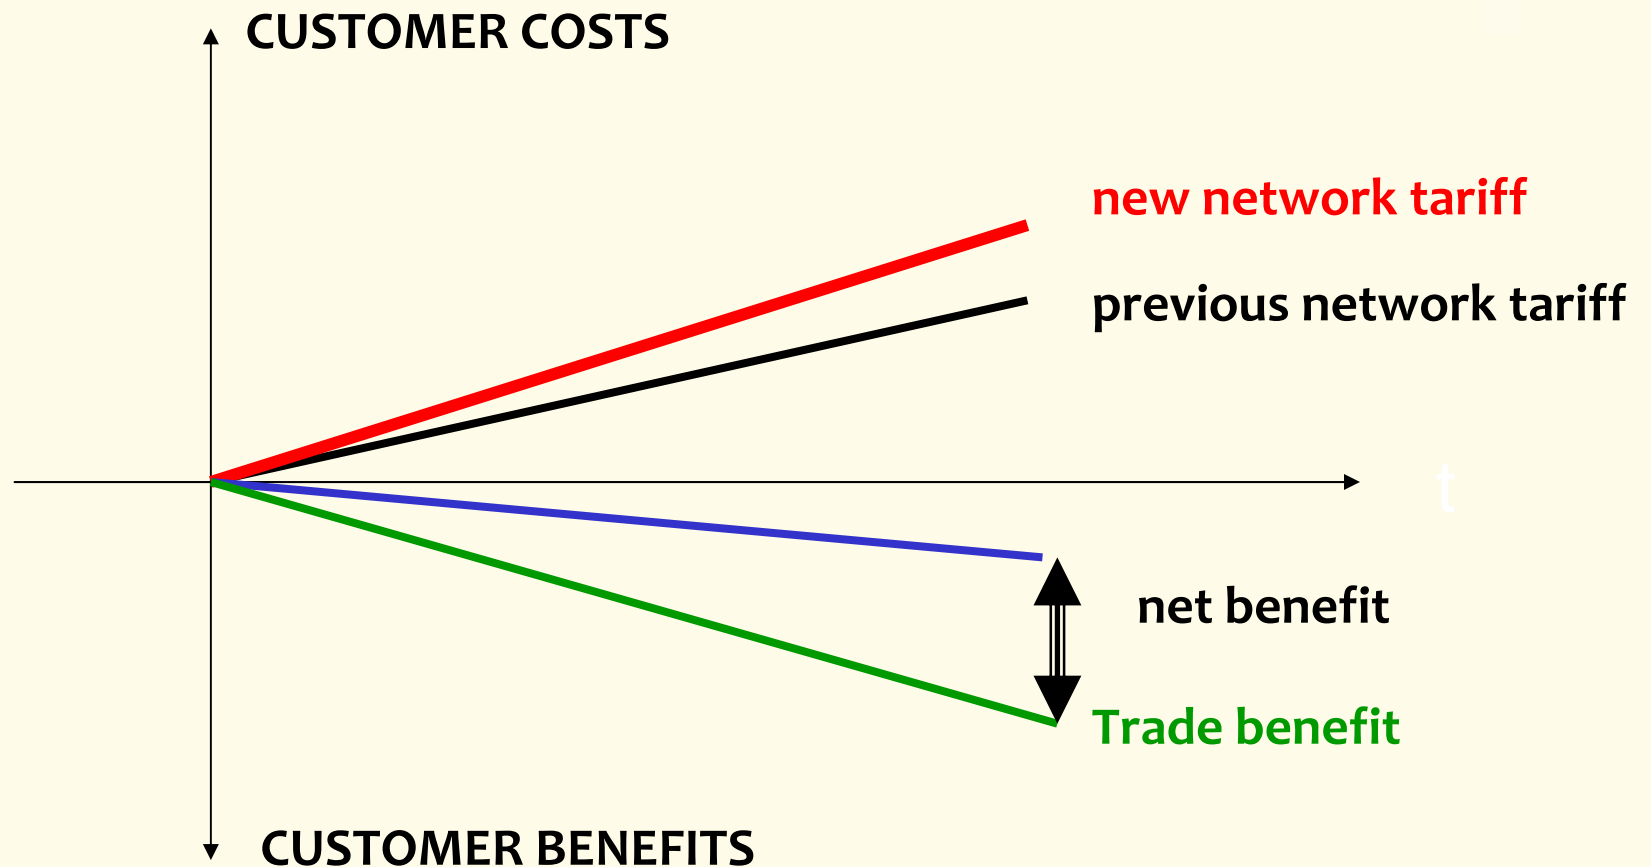 CUSTOMER COSTS
new network tariff
previous network tariff
t
net benefit
Trade benefit
CUSTOMER BENEFITS